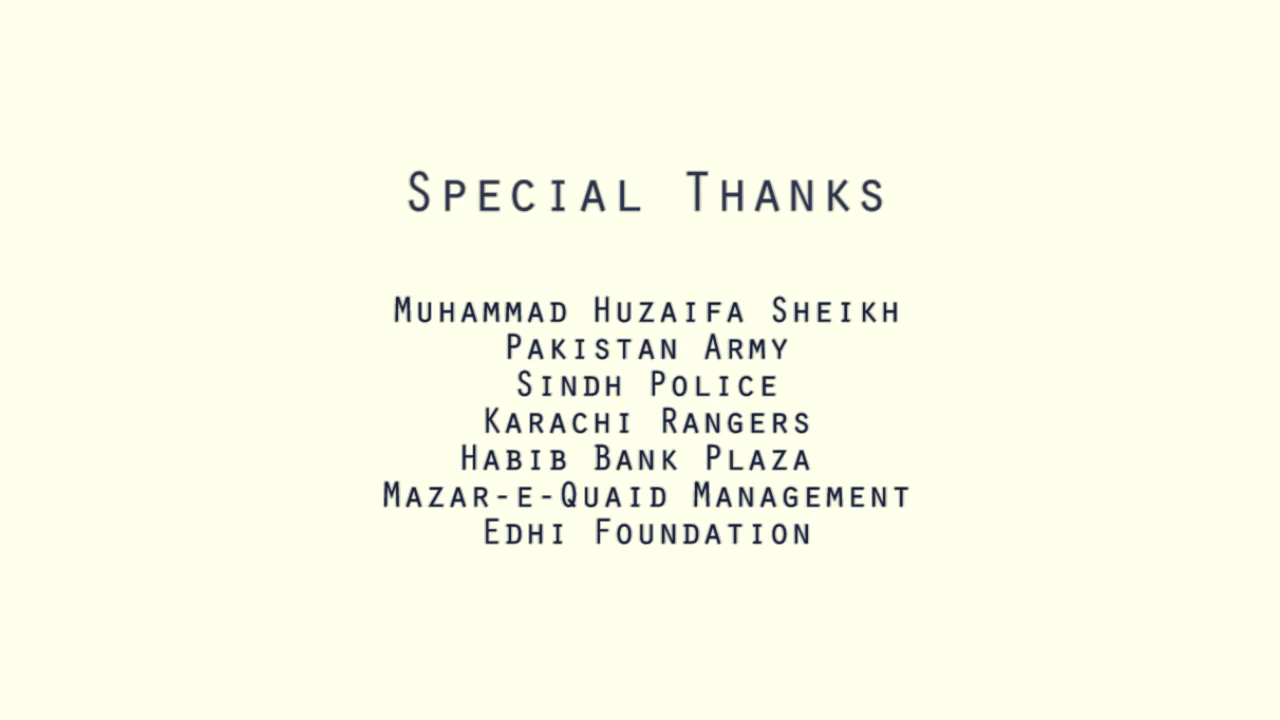 Special Thanks
Muhammad Huzaifa Sheikh
Pakistan Army
Sindh Police
Karachi Rangers
Habib Bank Plaza
Mazar-e-Quaid Management
Edhi Foundation